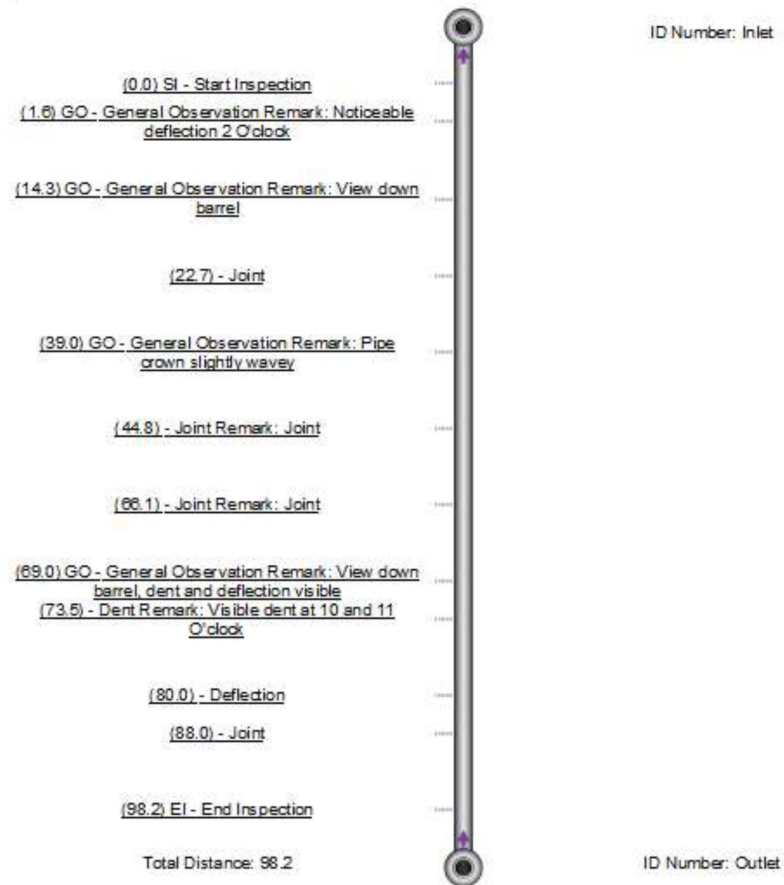 ID Number: Inlet
(0.0) SI - Start Inspection
(1.6) GO - General Observation Remark: Noticeable
deflection 2 O'clock
(14.3) GO - General Observation Remark: View down
barrel
(22.7) - Joint
(39.0) GO - General Observation Remark: Pipe
crown slightly wavey
(44.8) - Joint Remark: Joint
(66.1) - Joint Remark: Joint
(69.0) GO - General Observation Remark: View down
barrel, dent and deflection visible
(73.5) - Dent Remark: Visible dent at 10 and 11
O'clock
(80.0) - Deflection
(88.0) - Joint
(98.2) EI - End Inspection
Total Distance: 98.2
ID Number: Outlet